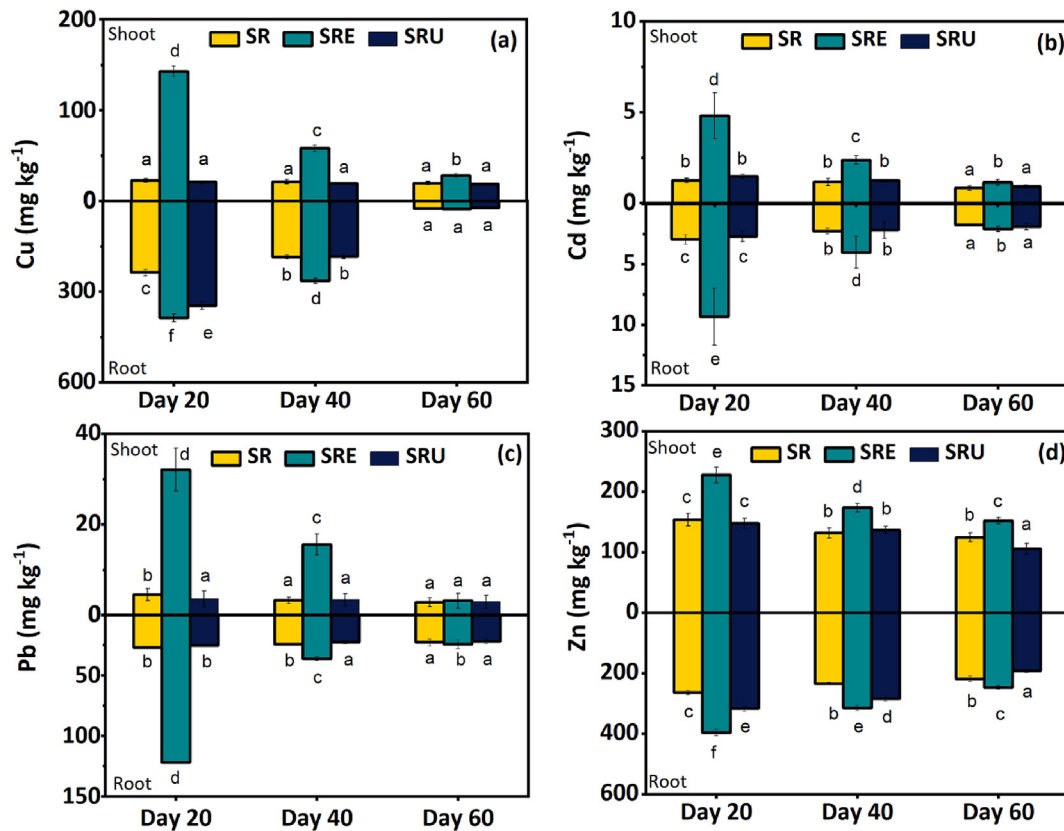 Shoot
SR SRE SRU
(a)
Cu (mg kg⁻¹)
200
100
0
300
600
d
a a
c
a a
a b a
c
f
e
b
d
b
a a a
Root
Day 20 Day 40 Day 60
Shoot
SR SRE SRU
(b)
Cd (mg kg⁻¹)
10
5
0
5
10
15
d
b b
c
b b
a b a
c
e
c
b
d
b
a b a
Root
Day 20 Day 40 Day 60
Shoot
SR SRE SRU
(c)
Pb (mg kg⁻¹)
40
20
0
50
100
150
d
b a
c
a a
a a a
b
d
b
b
c
a
a b a
Root
Day 20 Day 40 Day 60
Shoot
SR SRE SRU
(d)
Zn (mg kg⁻¹)
300
200
100
0
200
400
600
e
c c
d
b b
b c a
c
f
e
b
e
d
b c a
Root
Day 20 Day 40 Day 60